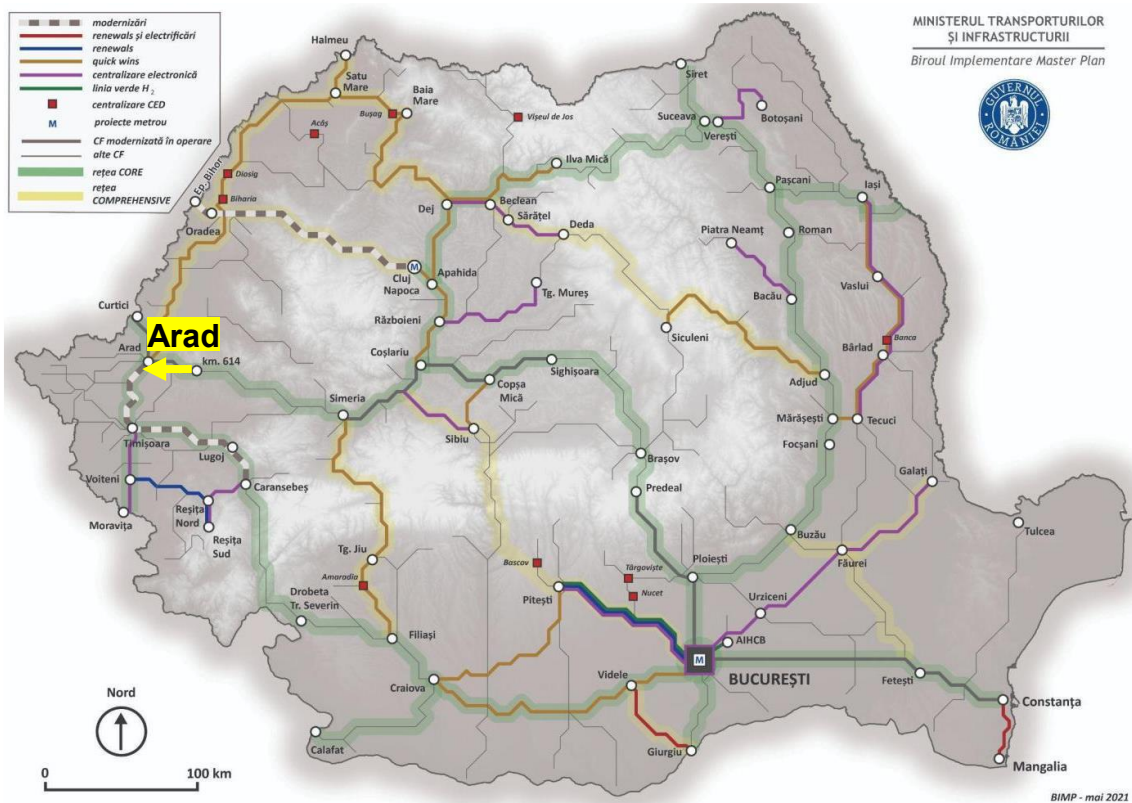 modernizări
renewals și electrificări
renewals
quick wins
centralizare electronică
linia verde H2
centralizare CED
M proiecte metrou
CF modernizată în operare
alte CF
rețea CORE
rețea
COMPREHENSIVE
MINISTERUL TRANSPORTURILOR
ȘI INFRASTRUCTURII
Biroul Implementare Master Plan
GUVERNUL ROMÂNIEI
Halmeu
Satu
Mare
Baia
Mare
Bușag
Acâș
Vișeul de Jos
Siret
Suceava
Verești
Botoșani
Ep. Bihor
Diosig
Biharia
Oradea
Ilva Mică
Dej
Beclean
Sărățel
Deda
Pașcani
Iași
Piatra Neamț
Roman
M
Cluj
Napoca
Apahida
Tg. Mureș
Bacău
Vaslui
Curtici
Războieni
Arad
Arad
km. 614
Coșlariu
Siculeni
Banca
Bârlad
Sighișoara
Copșa
Mică
Adjud
Simeria
Mărășești
Tecuci
Timișoara
Sibiu
Focșani
Lugoj
Brașov
Galați
Voiteni
Caransebeș
Predeal
Reșița
Nord
Moravița
Reșița
Sud
Buzău
Tulcea
Tg. Jiu
Bascov
Târgoviște
Ploiești
Făurei
Amaradia
Nucet
Drobeta
Tr. Severin
Pitești
Urziceni
Filiași
AIHCB
M
BUCUREȘTI
Craiova
Videle
Fetești
Constanța
Nord
Calafat
Giurgiu
Mangalia
0 100 km
BIMP - mai 2021